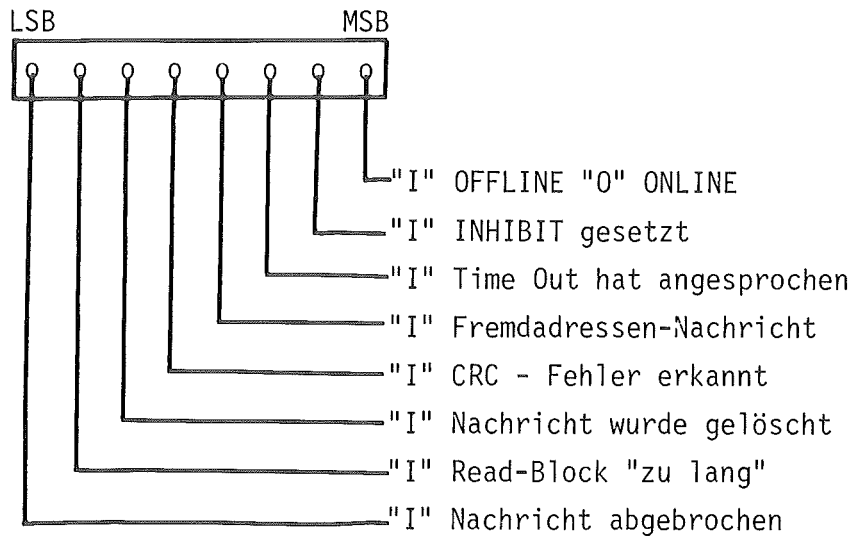 LSB MSB
"I" OFFLINE "O" ONLINE
"I" INHIBIT gesetzt
"I" Time Out hat angesprochen
"I" Fremdadressen-Nachricht
"I" CRC - Fehler erkannt
"I" Nachricht wurde gelöscht
"I" Read-Block "zu lang"
"I" Nachricht abgebrochen